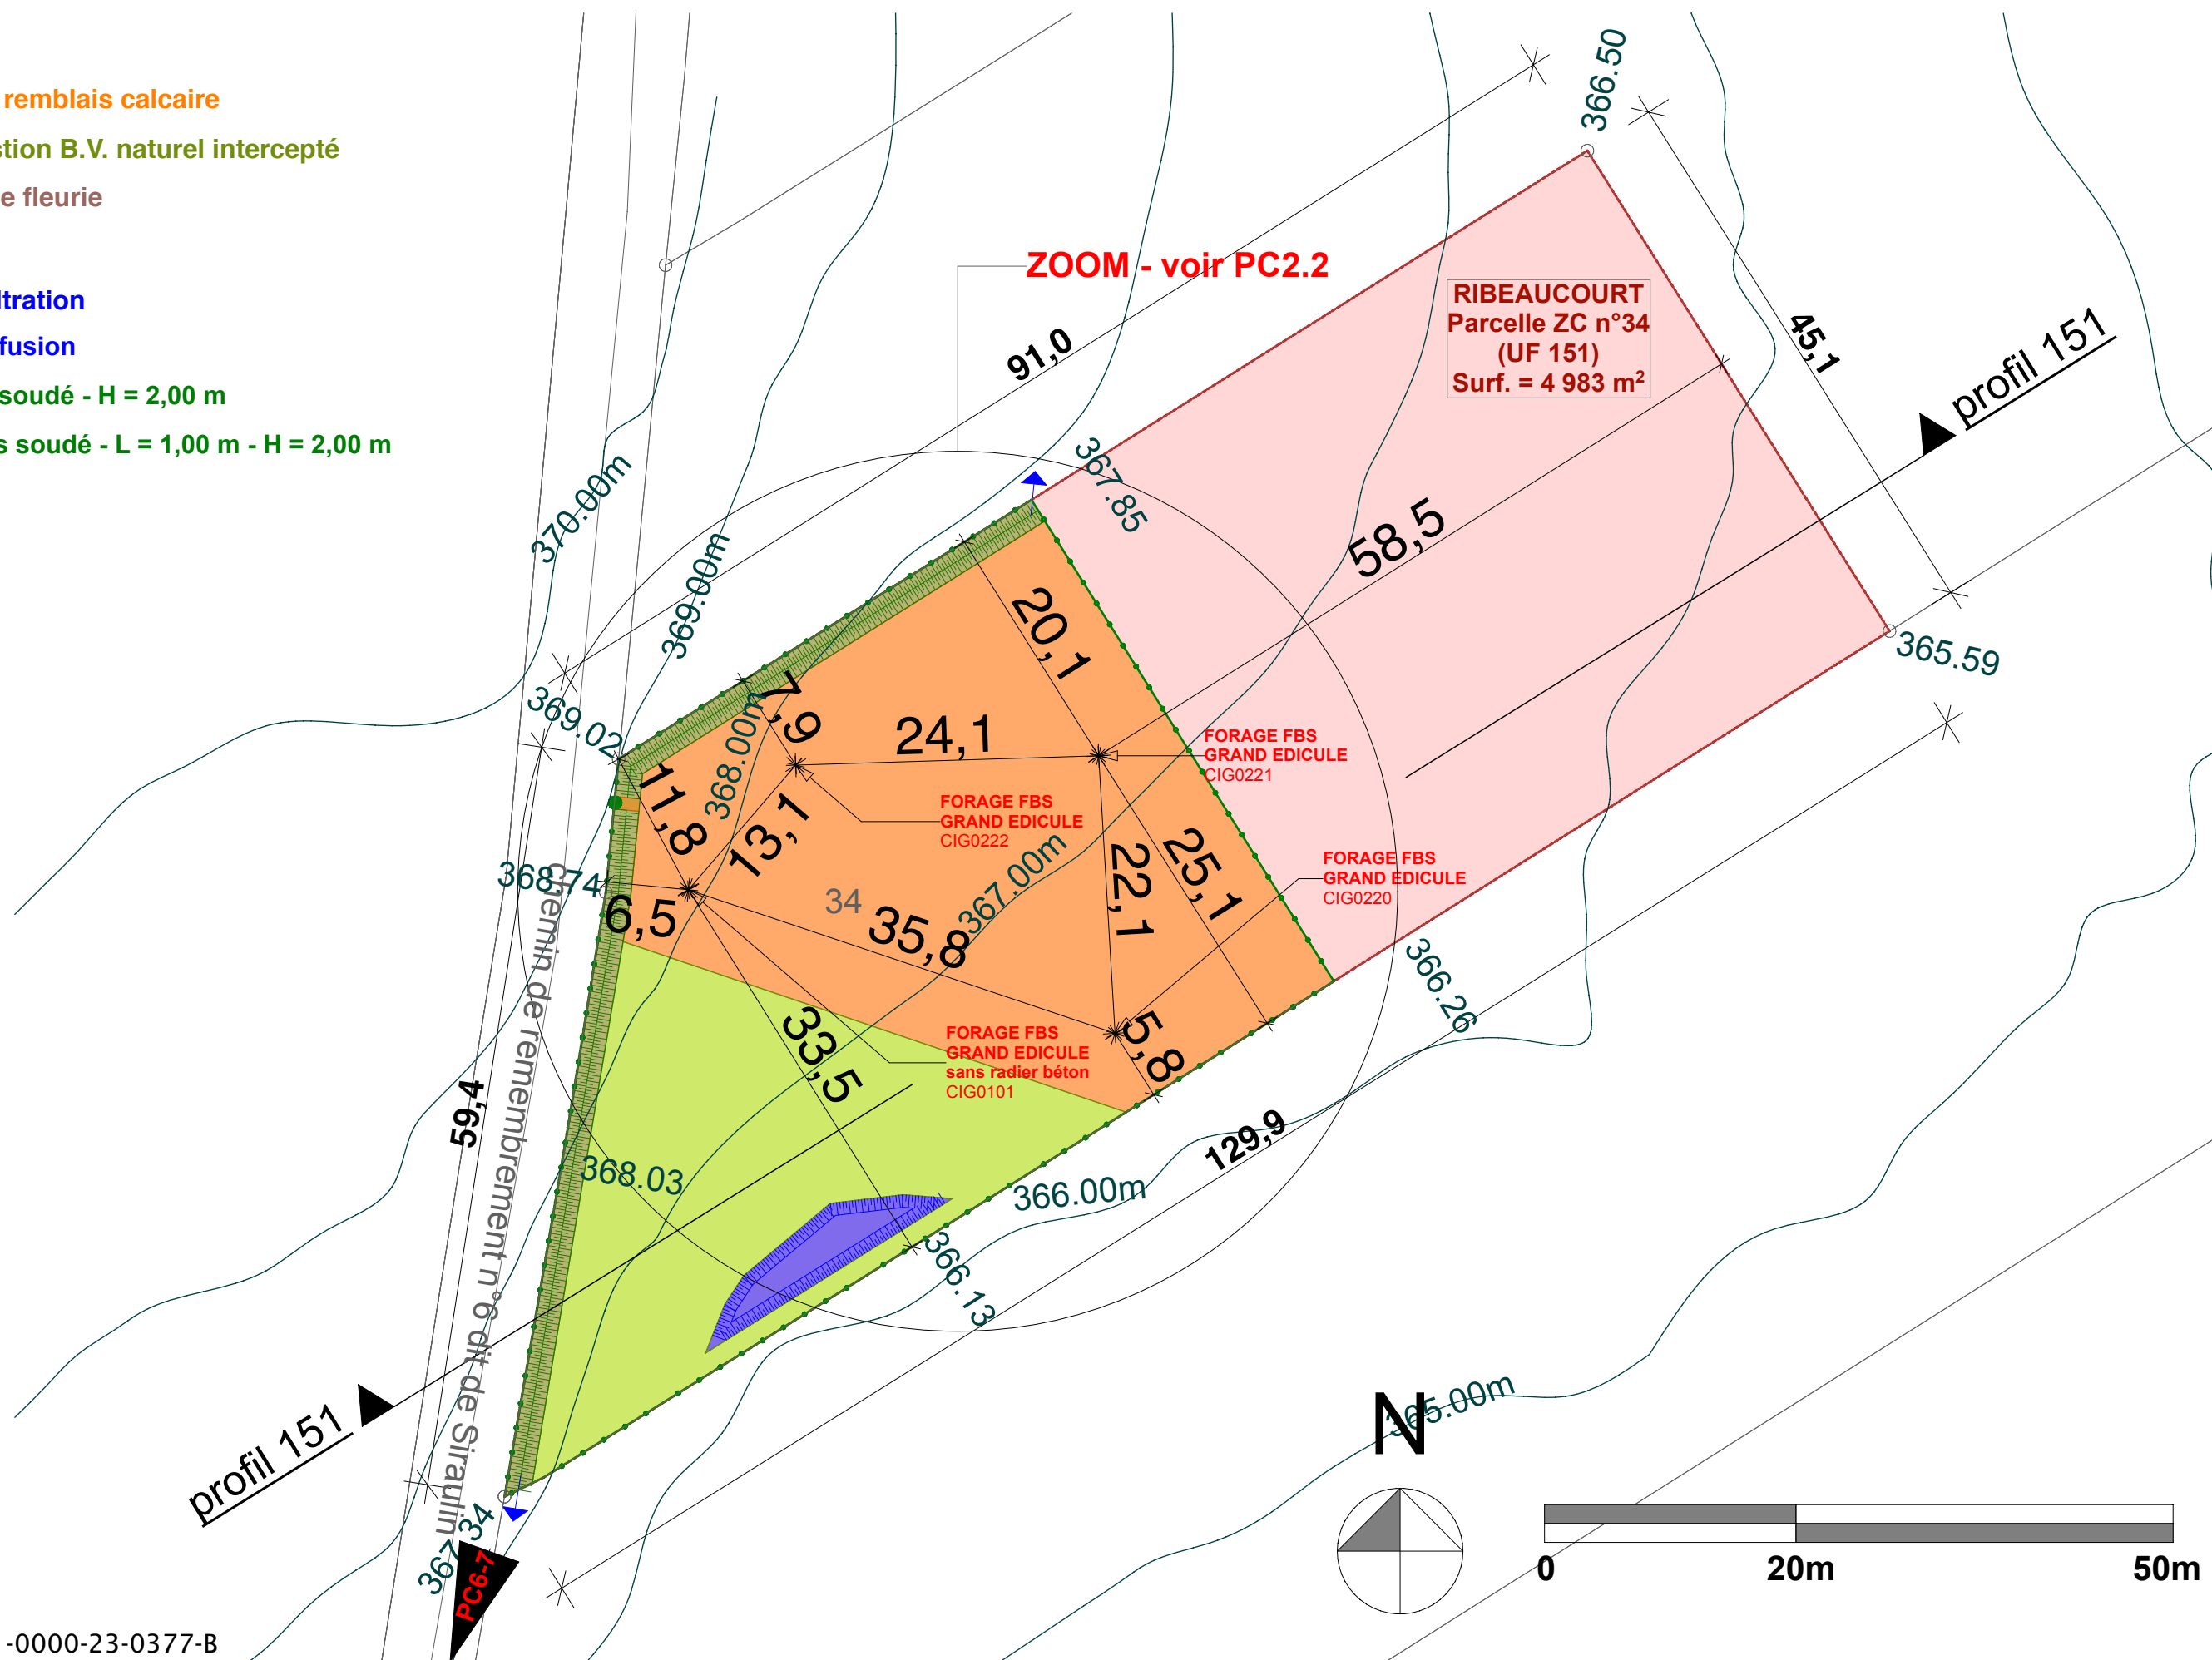 remblais calcaire
stion B.V. naturel intercepté
e fleurie
ltration
fusion
soudé - H = 2,00 m
s soudé - L = 1,00 m - H = 2,00 m
366.50
ZOOM - voir PC2.2
RIBEAUCOURT
Parcelle ZC n°34
(UF 151)
Surf. = 4 983 m²
91,0
45,1
profil 151
367.85
370.00m
58,5
369.00m
20,1
365.59
369.02
7,9
368.00m
24,1
FORAGE FBS
GRAND EDICULE
CIG0221
11,8
13,1
FORAGE FBS
GRAND EDICULE
CIG0222
22,1
25,1
FORAGE FBS
GRAND EDICULE
CIG0220
368.74
6,5
34
35,8
367.00m
366.26
chemin de remembrement n°6 dit de Siraulin
33,5
5,8
FORAGE FBS
GRAND EDICULE
sans radier béton
CIG0101
59,4
129,9
368.03
366.00m
366.13
profil 151
365.00m
N
367.34
PC6-7
0
20m
50m
-0000-23-0377-B